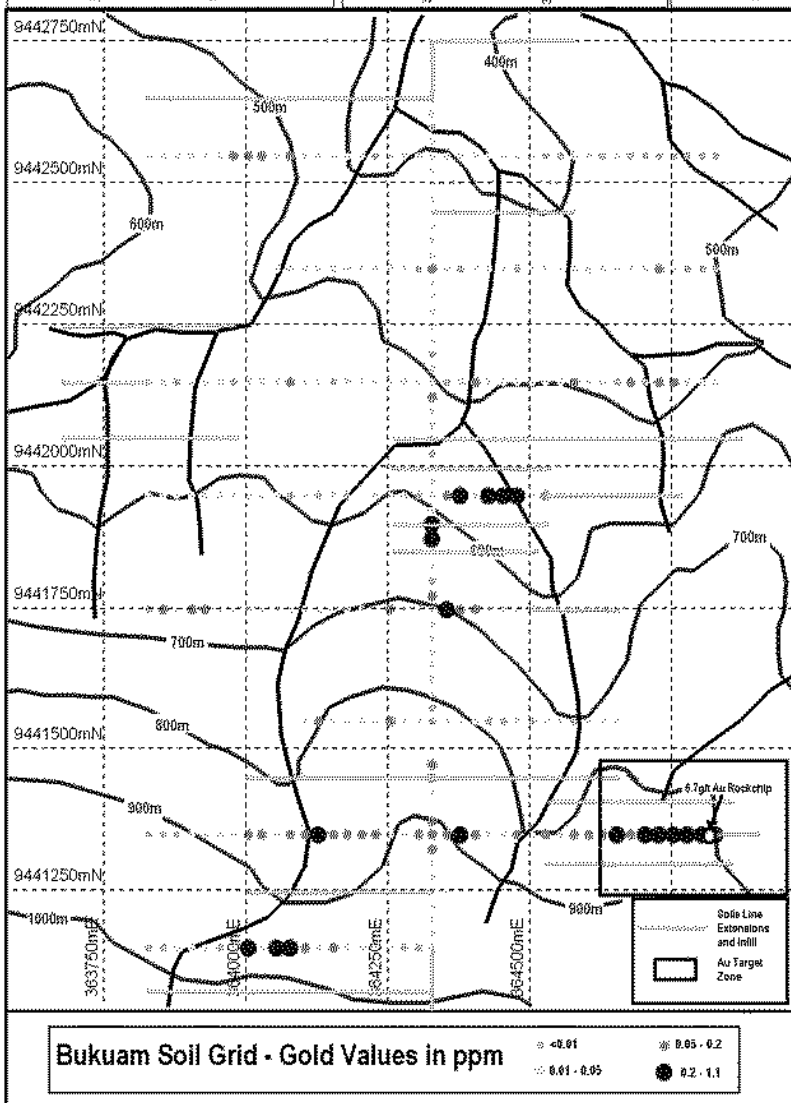 9442750mN
400m
500m
9442500mN
600m
500m
9442250mN
9442000mN
700m
9441750mN
700m
800m
9441500mN
6.7g/t Au Rockchip
900m
9441250mN
900m
1000m
363750mE
364000mE
364250mE
364500mE
Soils Line
Extensions
and Infill
Au Target
Zone
Bukuam Soil Grid - Gold Values in ppm
<0.01
0.05 - 0.2
0.01 - 0.05
0.2 - 1.1